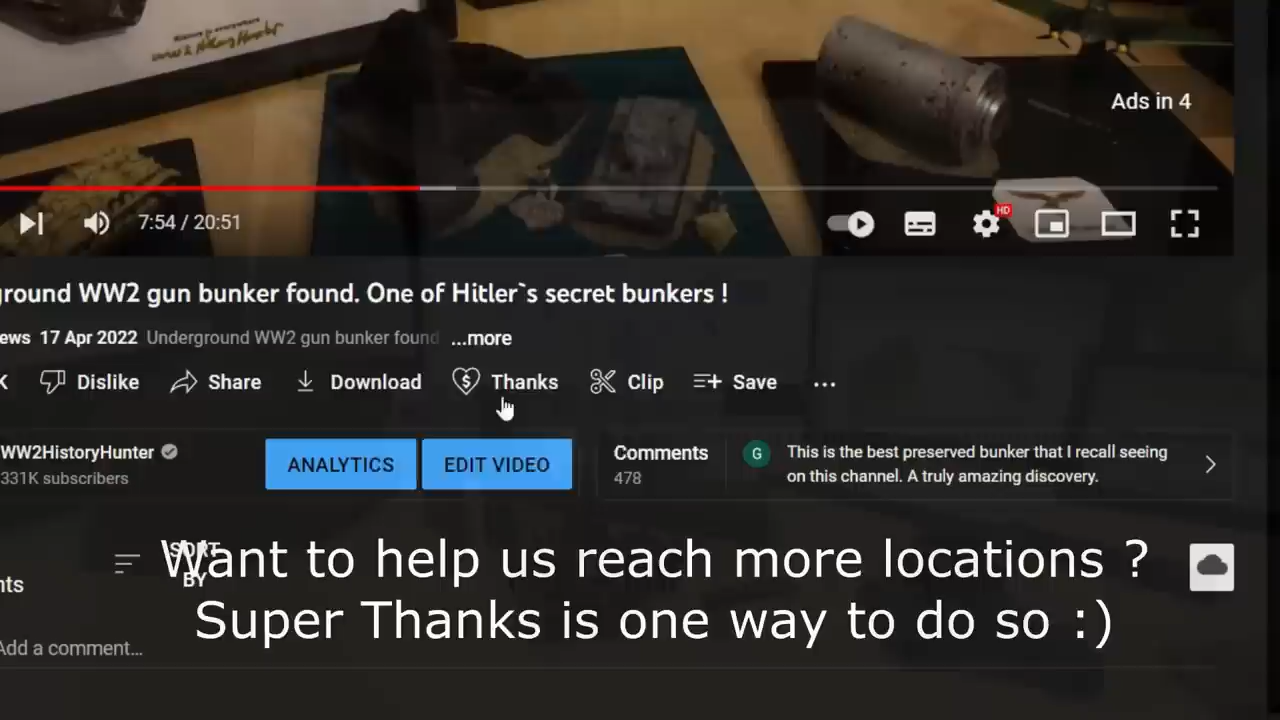 Ads in 4
7:54 / 20:51
HD
ground WW2 gun bunker found. One of Hitler`s secret bunkers !
ews 17 Apr 2022 Underground WW2 gun bunker found ...more
K Dislike Share Download Thanks Clip Save ...
WW2HistoryHunter
331K subscribers
ANALYTICS EDIT VIDEO
Comments
478
G
This is the best preserved bunker that I recall seeing
on this channel. A truly amazing discovery.
SORT
BY
Want to help us reach more locations ?
Super Thanks is one way to do so :)
nts
Add a comment...